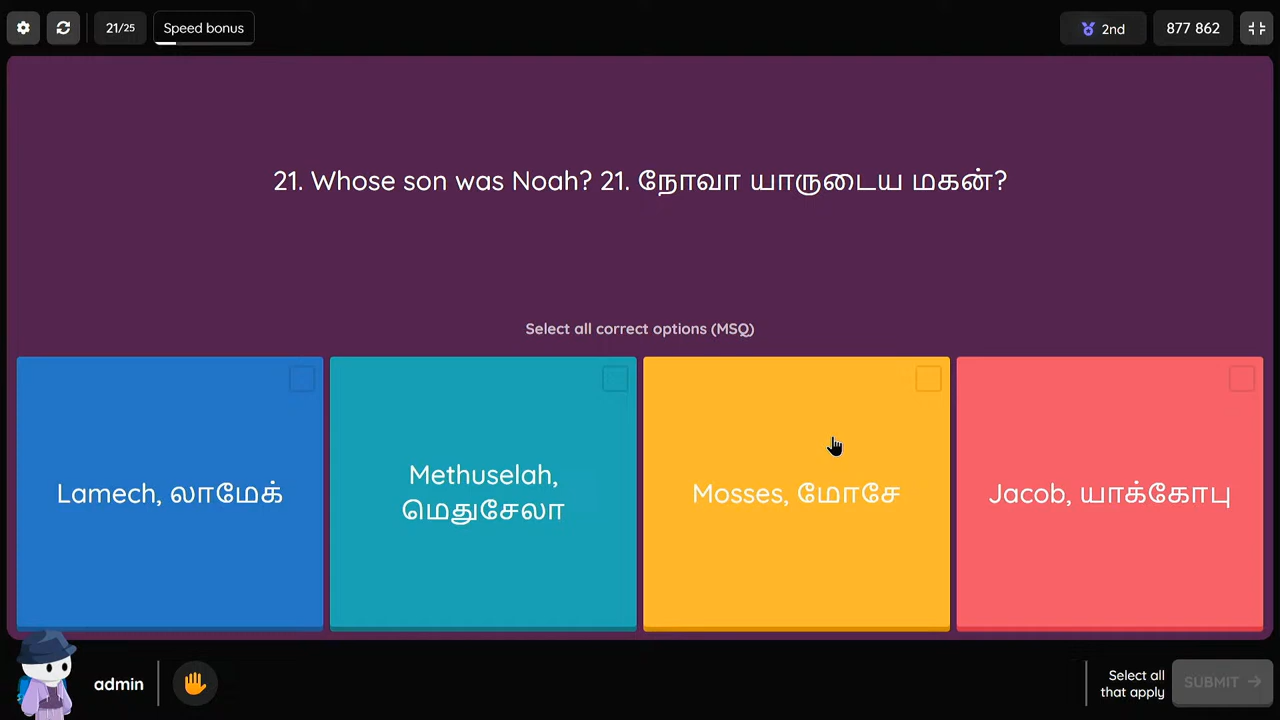 21/25
Speed bonus
2nd
877 862
21. Whose son was Noah? 21. நோவா யாருடைய மகன்?
Select all correct options (MSQ)
Lamech, லாமேக்
Methuselah,
மெதுசேலா
Mosses, மோசே
Jacob, யாக்கோபு
admin
Select all
that apply
SUBMIT